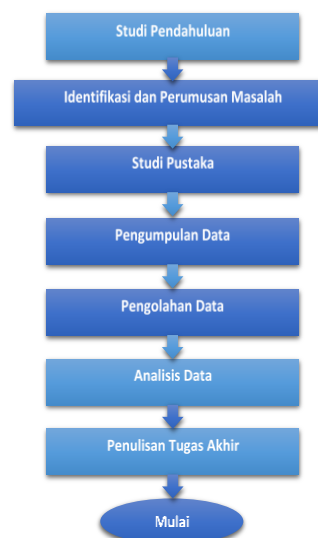 Studi Pendahuluan
Identifikasi dan Perumusan Masalah
Studi Pustaka
Pengumpulan Data
Pengolahan Data
Analisis Data
Penulisan Tugas Akhir
Mulai